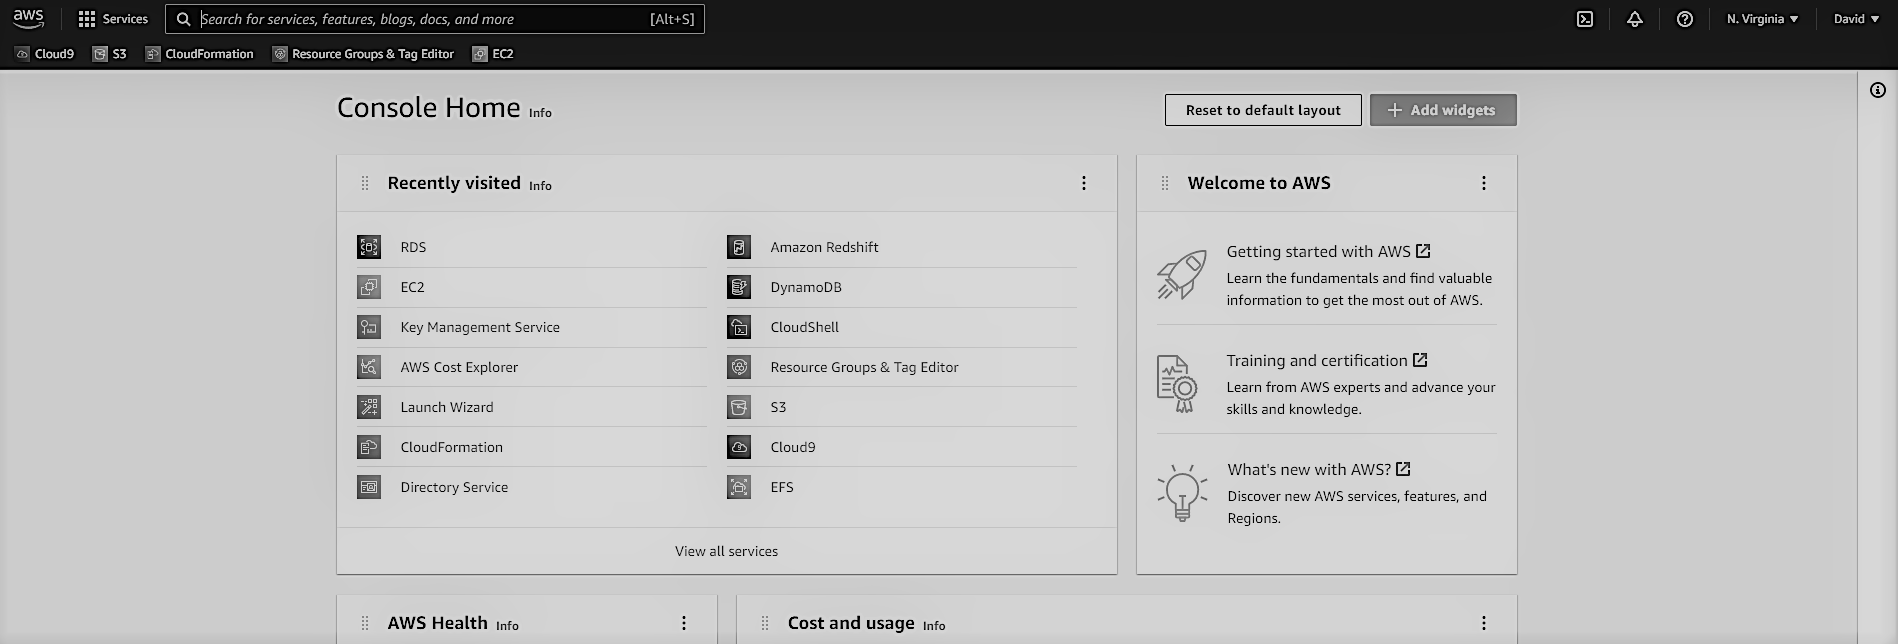 aws Services Search for services, features, blogs, docs, and more [Alt+S] N. Virginia David
Cloud9 S3 CloudFormation Resource Groups & Tag Editor EC2
Console Home Info
Reset to default layout
Add widgets
Recently visited Info
RDS
EC2
Key Management Service
AWS Cost Explorer
Launch Wizard
CloudFormation
Directory Service
Amazon Redshift
DynamoDB
CloudShell
Resource Groups & Tag Editor
S3
Cloud9
EFS
View all services
Welcome to AWS
Getting started with AWS
Learn the fundamentals and find valuable
information to get the most out of AWS.
Training and certification
Learn from AWS experts and advance your
skills and knowledge.
What's new with AWS?
Discover new AWS services, features, and
Regions.
AWS Health Info
Cost and usage Info